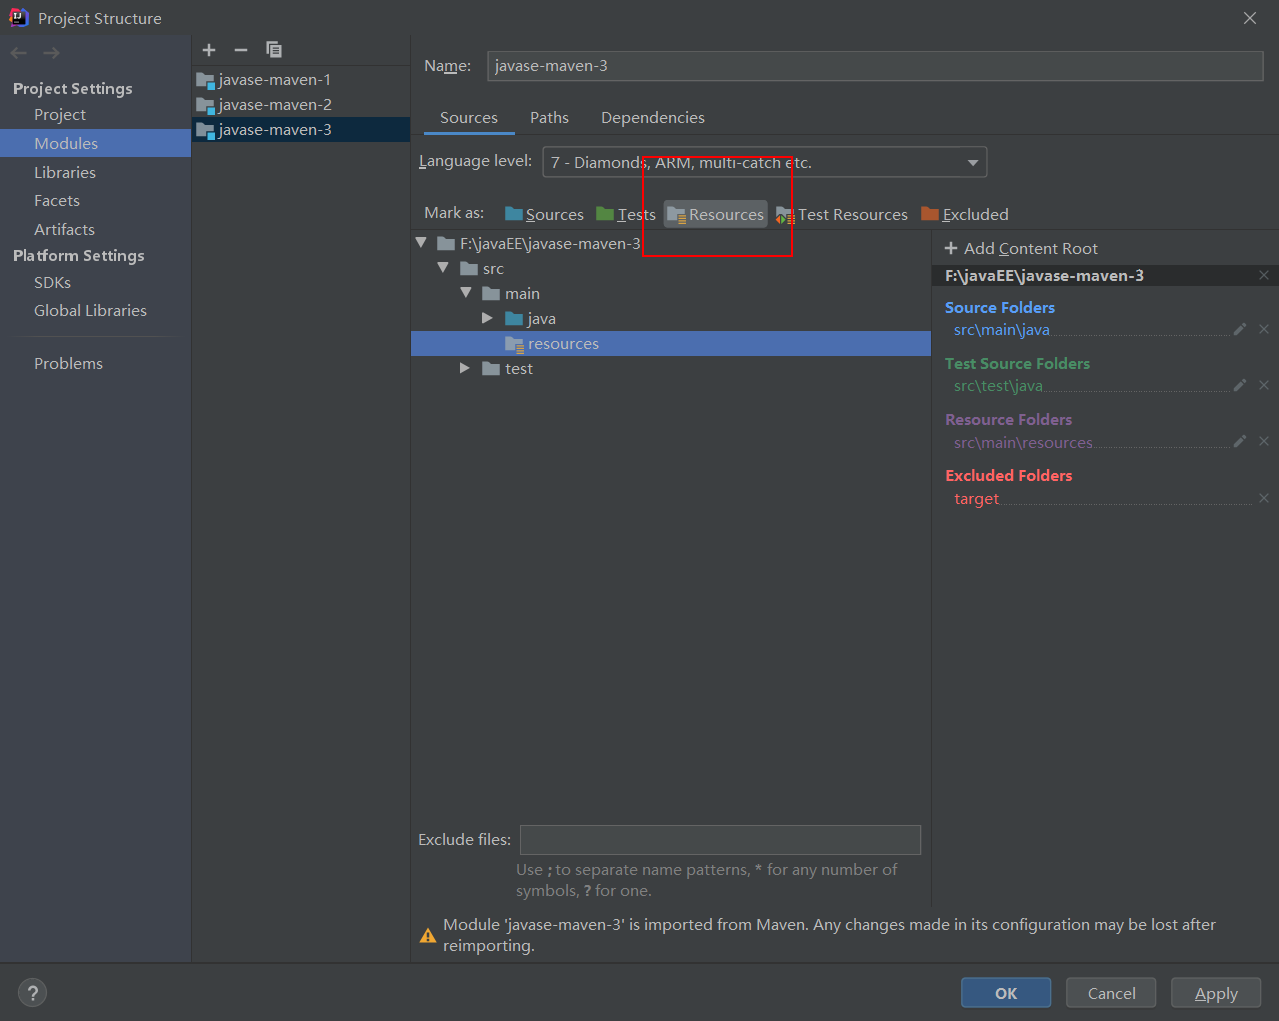 Project Structure
Project Settings
Project
Modules
Libraries
Facets
Artifacts
Platform Settings
SDKs
Global Libraries
Problems
javase-maven-1
javase-maven-2
javase-maven-3
Name: javase-maven-3
Sources Paths Dependencies
Language level: 7 - Diamonds, ARM, multi-catch etc.
Mark as: Sources Tests Resources Test Resources Excluded
F:\javaEE\javase-maven-3
src
main
java
resources
test
Add Content Root
F:\javaEE\javase-maven-3
Source Folders
src\main\java
Test Source Folders
src\test\java
Resource Folders
src\main\resources
Excluded Folders
target
Exclude files:
Use ; to separate name patterns, * for any number of
symbols, ? for one.
Module 'javase-maven-3' is imported from Maven. Any changes made in its configuration may be lost after
reimporting.
?
OK Cancel Apply